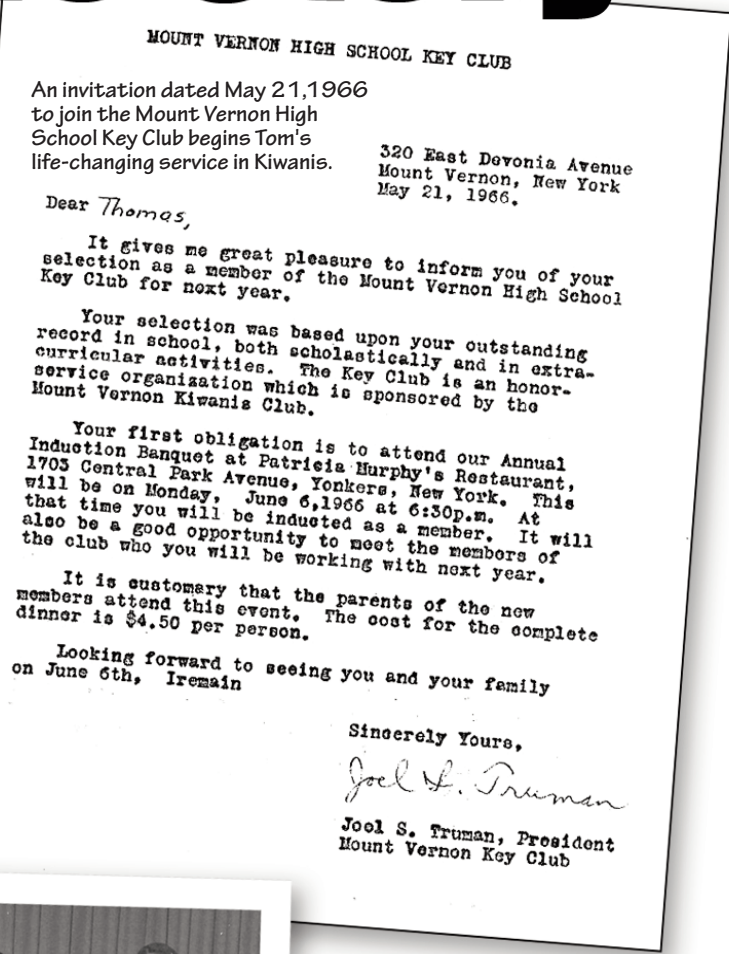 MOUNT VERNON HIGH SCHOOL KEY CLUB
An invitation dated May 21,1966
to join the Mount Vernon High
School Key Club begins Tom's
life-changing service in Kiwanis.
320 East Devonia Avenue
Mount Vernon, New York
May 21, 1966.
Dear Thomas,
It gives me great pleasure to inform you of your
selection as a member of the Mount Vernon High School
Key Club for next year.
Your selection was based upon your outstanding
record in school, both scholastically and in extra-
curricular activities. The Key Club is an honor-
service organization which is sponsored by the
Mount Vernon Kiwanis Club.
Your first obligation is to attend our Annual
Induction Banquet at Patricia Murphy's Restaurant,
1703 Central Park Avenue, Yonkers, New York. This
will be on Monday, June 6,1966 at 6:30p.m. At
that time you will be inducted as a member. It will
also be a good opportunity to meet the members of
the club who you will be working with next year.
It is customary that the parents of the new
members attend this event. The cost for the complete
dinner is $4.50 per person.
Looking forward to seeing you and your family
on June 6th, Iremain
Sincerely Yours,
Joel S. Truman
Joel S. Truman, President
Mount Vernon Key Club